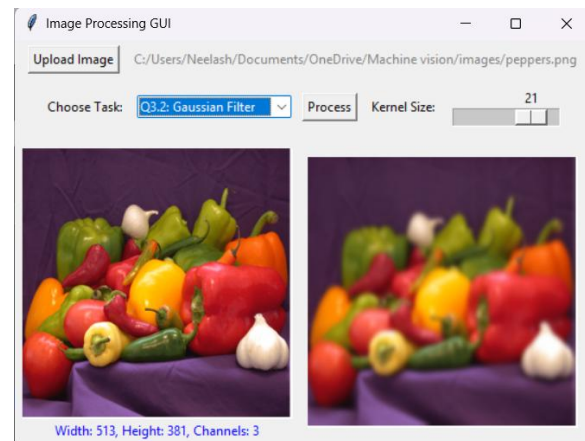 Image Processing GUI
Upload Image C:/Users/Neelash/Documents/OneDrive/Machine vision/images/peppers.png
Choose Task: Q3.2: Gaussian Filter Process Kernel Size: 21
Width: 513, Height: 381, Channels: 3